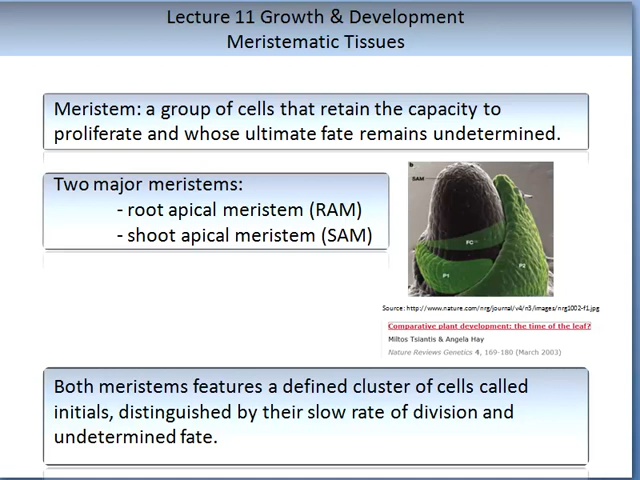 Lecture 11 Growth & Development
Meristematic Tissues
Meristem: a group of cells that retain the capacity to
proliferate and whose ultimate fate remains undetermined.
Two major meristems:
- root apical meristem (RAM)
- shoot apical meristem (SAM)
b
SAM
FC
P1
P2
Source: http://www.nature.com/nrg/journal/v4/n3/images/nrg1002-f1.jpg
Comparative plant development: the time of the leaf?
Miltos Tsiantis & Angela Hay
Nature Reviews Genetics 4, 169-180 (March 2003)
Both meristems features a defined cluster of cells called
initials, distinguished by their slow rate of division and
undetermined fate.